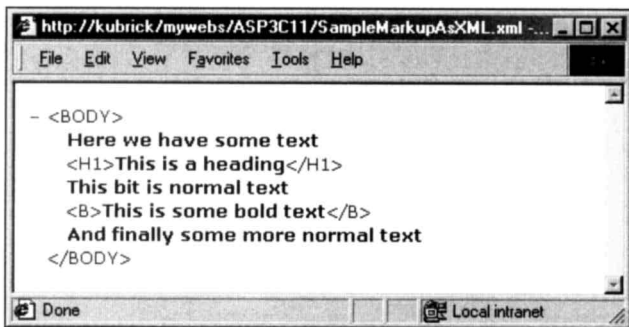 http://kubrick/mywebs/ASP3C11/SampleMarkupAsXML.xml -...
File Edit View Favorites Tools Help
- <BODY>
Here we have some text
<H1>This is a heading</H1>
This bit is normal text
<B>This is some bold text</B>
And finally some more normal text
</BODY>
Done Local intranet